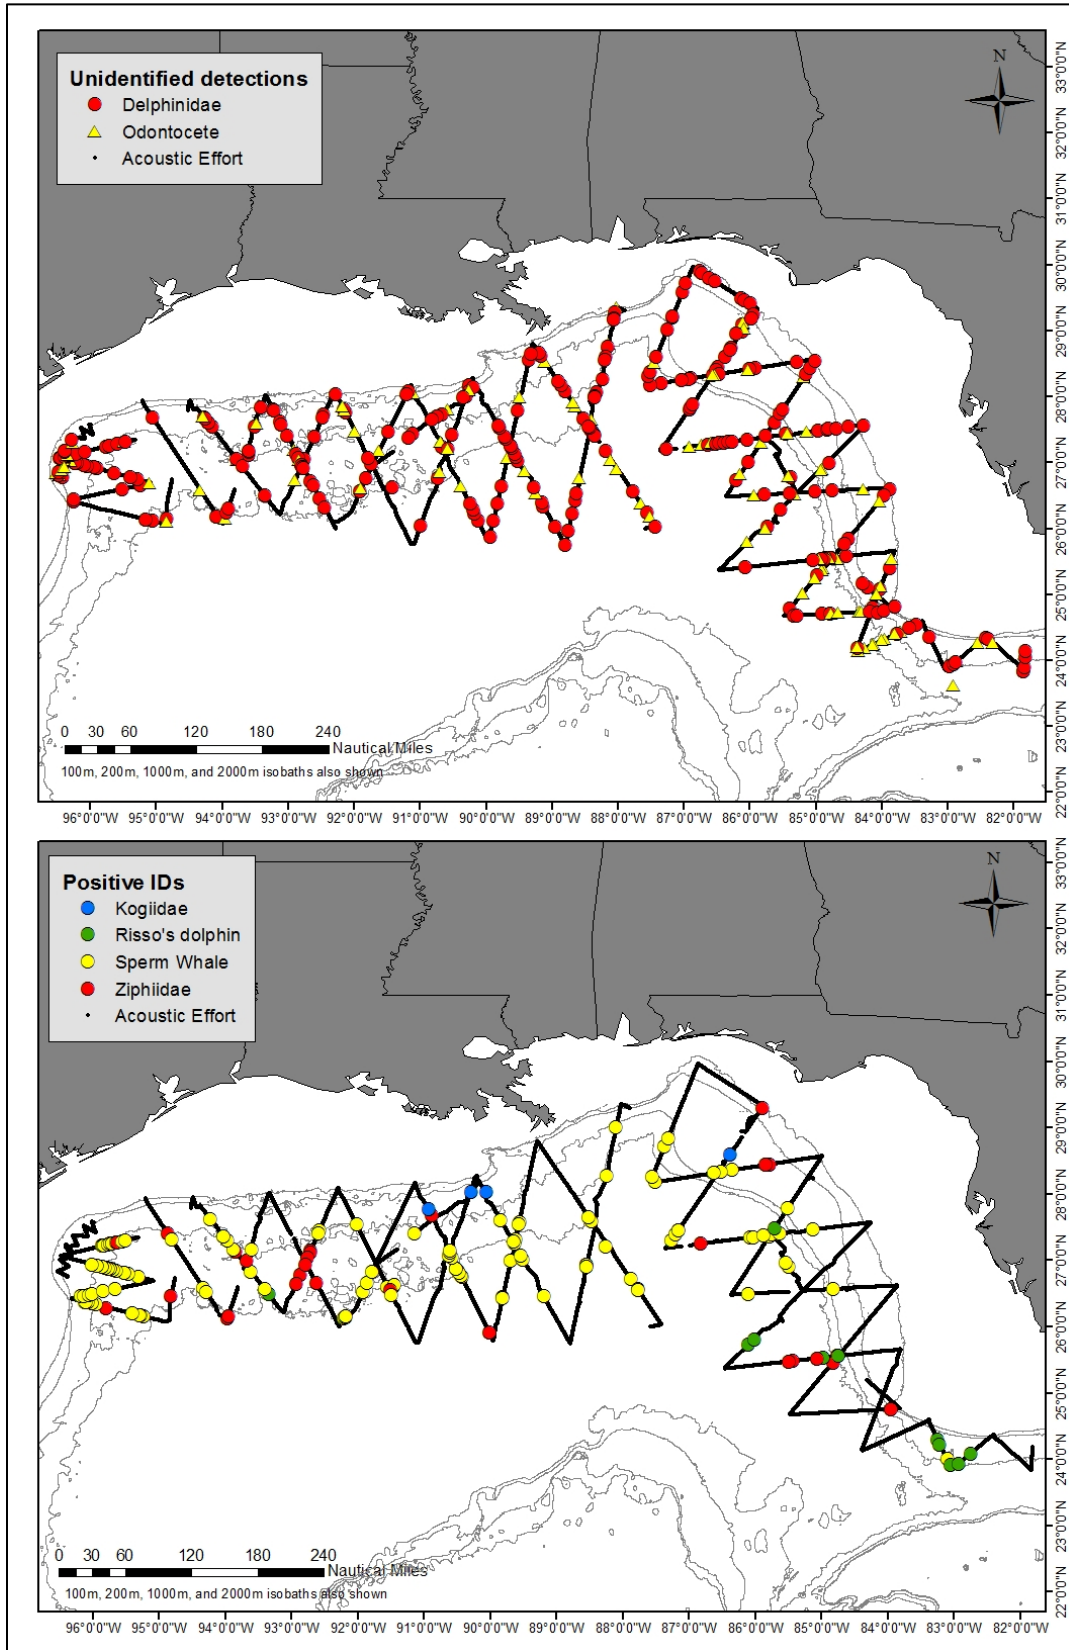 Unidentified detections
Delphinidae
Odontocete
Acoustic Effort
N
33°0'0"N
32°0'0"N
31°0'0"N
30°0'0"N
29°0'0"N
28°0'0"N
27°0'0"N
26°0'0"N
25°0'0"N
24°0'0"N
23°0'0"N
22°0'0"N
0 30 60 120 180 240
Nautical Miles
100m, 200m, 1000m, and 2000m isobaths also shown
96°0'0"W 95°0'0"W 94°0'0"W 93°0'0"W 92°0'0"W 91°0'0"W 90°0'0"W 89°0'0"W 88°0'0"W 87°0'0"W 86°0'0"W 85°0'0"W 84°0'0"W 83°0'0"W 82°0'0"W
Positive IDs
Kogiidae
Risso's dolphin
Sperm Whale
Ziphiidae
Acoustic Effort
N
33°0'0"N
32°0'0"N
31°0'0"N
30°0'0"N
29°0'0"N
28°0'0"N
27°0'0"N
26°0'0"N
25°0'0"N
24°0'0"N
23°0'0"N
22°0'0"N
0 30 60 120 180 240
Nautical Miles
100m, 200m, 1000m, and 2000m isobaths also shown
96°0'0"W 95°0'0"W 94°0'0"W 93°0'0"W 92°0'0"W 91°0'0"W 90°0'0"W 89°0'0"W 88°0'0"W 87°0'0"W 86°0'0"W 85°0'0"W 84°0'0"W 83°0'0"W 82°0'0"W